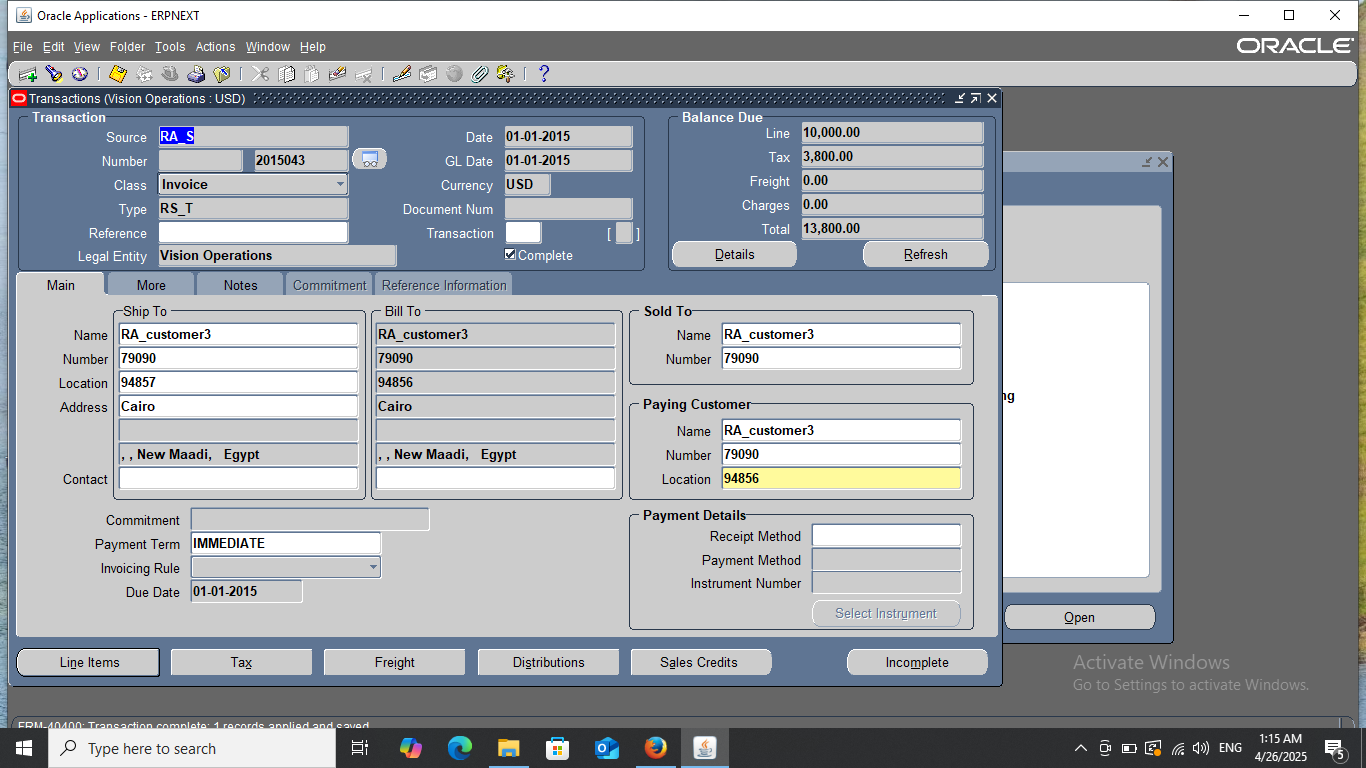 Oracle Applications - ERPNEXT
File Edit View Folder Tools Actions Window Help
ORACLE
Transactions (Vision Operations : USD)
Transaction
Source RA_S
Number 2015043
Class Invoice
Type RS_T
Reference
Legal Entity Vision Operations
Date 01-01-2015
GL Date 01-01-2015
Currency USD
Document Num
Transaction [ ]
Complete
Balance Due
Line 10,000.00
Tax 3,800.00
Freight 0.00
Charges 0.00
Total 13,800.00
Details Refresh
Main More Notes Commitment Reference Information
Ship To
Name RA_customer3
Number 79090
Location 94857
Address Cairo
, , New Maadi, Egypt
Contact
Bill To
RA_customer3
79090
94856
Cairo
, , New Maadi, Egypt
Sold To
Name RA_customer3
Number 79090
Paying Customer
Name RA_customer3
Number 79090
Location 94856
Commitment
Payment Term IMMEDIATE
Invoicing Rule
Due Date 01-01-2015
Payment Details
Receipt Method
Payment Method
Instrument Number
Select Instrument
Line Items Tax Freight Distributions Sales Credits Incomplete
ng
Open
Activate Windows
Go to Settings to activate Windows.
FRM-40400: Transaction complete: 1 records applied and saved
Type here to search
ENG
1:15 AM
4/26/2025
5